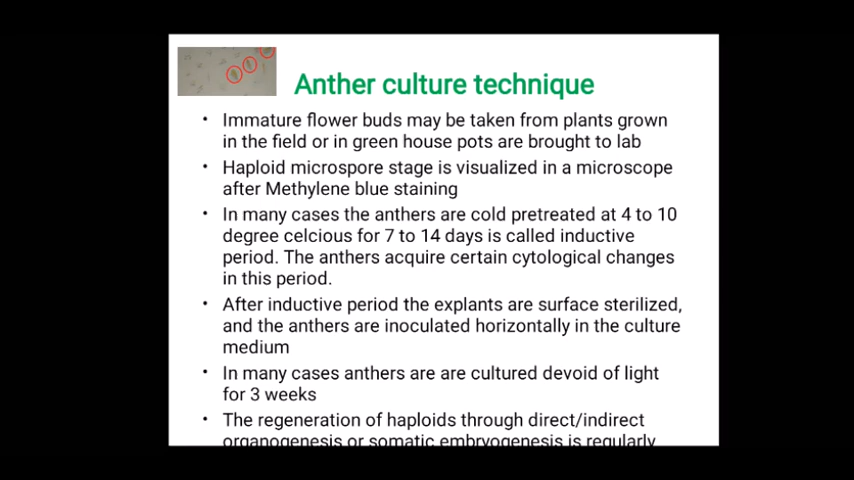 Anther culture technique
• Immature flower buds may be taken from plants grown
in the field or in green house pots are brought to lab
• Haploid microspore stage is visualized in a microscope
after Methylene blue staining
• In many cases the anthers are cold pretreated at 4 to 10
degree celcious for 7 to 14 days is called inductive
period. The anthers acquire certain cytological changes
in this period.
• After inductive period the explants are surface sterilized,
and the anthers are inoculated horizontally in the culture
medium
• In many cases anthers are are cultured devoid of light
for 3 weeks
• The regeneration of haploids through direct/indirect
organogenesis or somatic embryogenesis is regularly